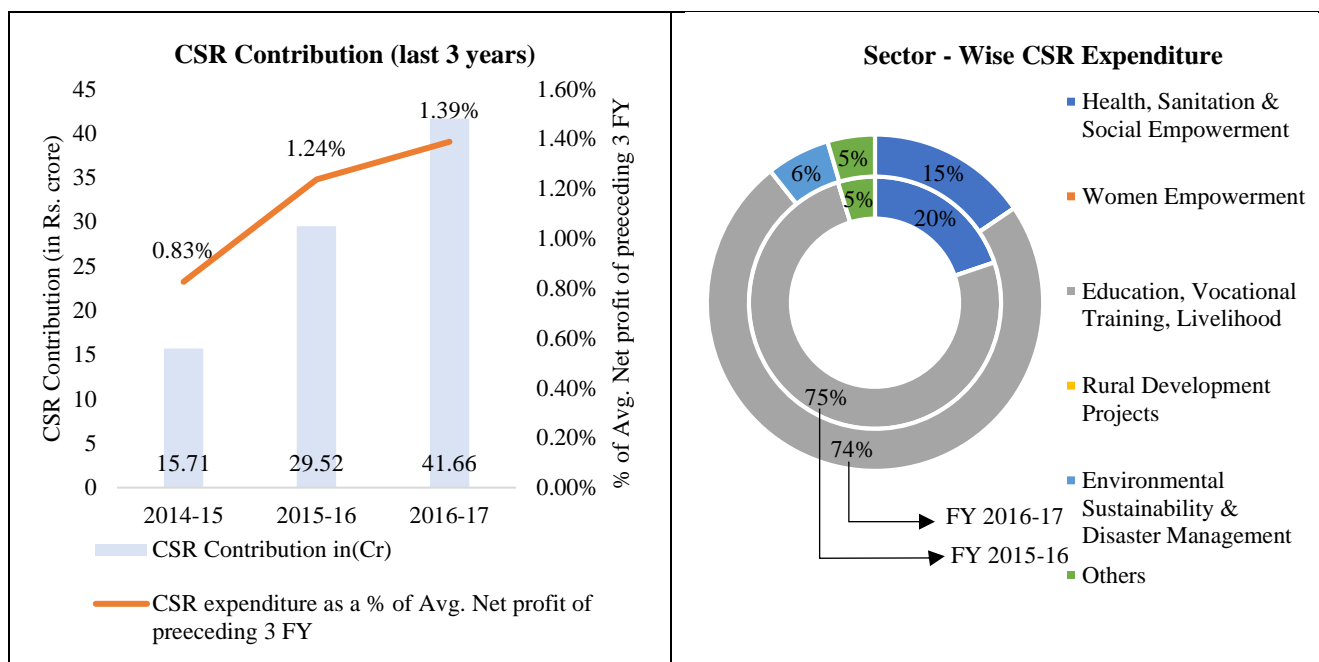 CSR Contribution (last 3 years)
CSR Contribution (in Rs. crore)
45
40
35
30
25
20
15
10
5
0
0.83%
1.24%
1.39%
15.71
29.52
41.66
1.60%
1.40%
1.20%
1.00%
0.80%
0.60%
0.40%
0.20%
0.00%
% of Avg. Net profit of preeceding 3 FY
2014-15
2015-16
2016-17
CSR Contribution in(Cr)
CSR expenditure as a % of Avg. Net profit of
preeceding 3 FY
Sector - Wise CSR Expenditure
5%
6%
15%
5%
20%
75%
74%
FY 2016-17
FY 2015-16
Health, Sanitation &
Social Empowerment
Women Empowerment
Education, Vocational
Training, Livelihood
Rural Development
Projects
Environmental
Sustainability &
Disaster Management
Others